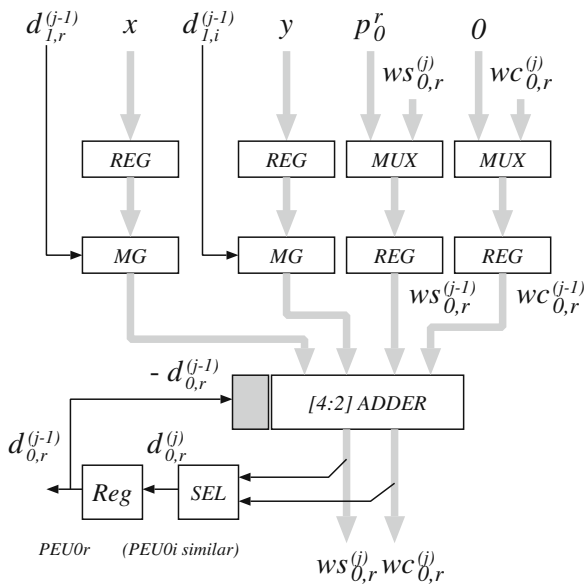 d_{1,r}^{(j-1)} x d_{1,i}^{(j-1)} y p_0^r 0
ws_{0,r}^{(j)} wc_{0,r}^{(j)}
REG REG MUX MUX
MG MG REG REG
ws_{0,r}^{(j-1)} wc_{0,r}^{(j-1)}
- d_{0,r}^{(j-1)}
[4:2] ADDER
d_{0,r}^{(j-1)} d_{0,r}^{(j)}
Reg SEL
PEU0r (PEU0i similar)
ws_{0,r}^{(j)} wc_{0,r}^{(j)}